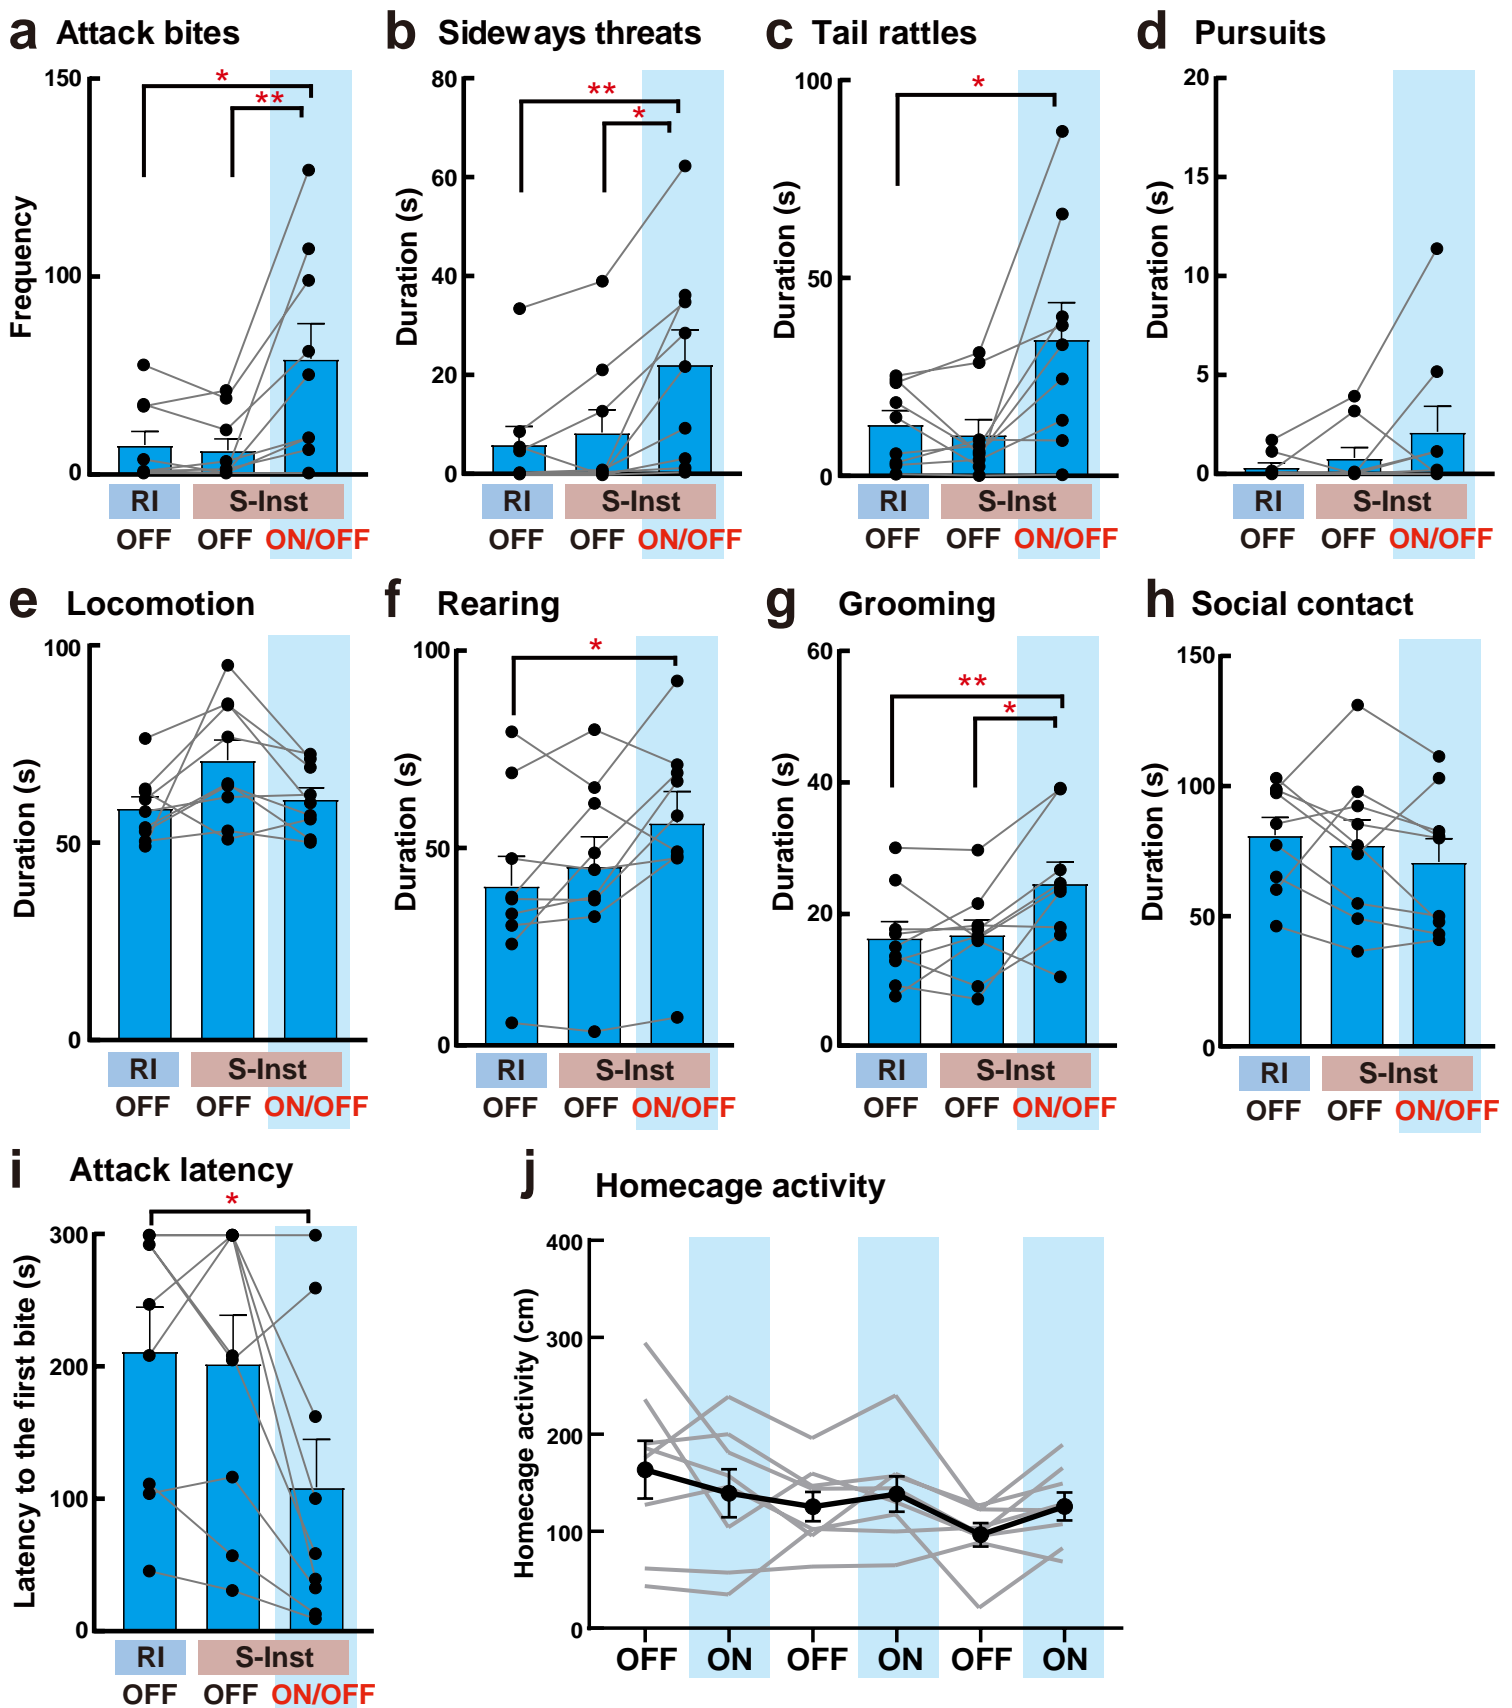 a Attack bites
Frequency
150
100
0
*
**
RI
S-Inst
OFF
OFF
ON/OFF
b Sideways threats
Duration (s)
80
60
40
20
0
**
*
RI
S-Inst
OFF
OFF
ON/OFF
c Tail rattles
Duration (s)
100
50
0
*
RI
S-Inst
OFF
OFF
ON/OFF
d Pursuits
Duration (s)
20
15
10
5
0
RI
S-Inst
OFF
OFF
ON/OFF
e Locomotion
Duration (s)
100
50
0
RI
S-Inst
OFF
OFF
ON/OFF
f Rearing
Duration (s)
100
50
0
*
RI
S-Inst
OFF
OFF
ON/OFF
g Grooming
Duration (s)
60
40
20
0
**
*
RI
S-Inst
OFF
OFF
ON/OFF
h Social contact
Duration (s)
150
100
50
0
RI
S-Inst
OFF
OFF
ON/OFF
i Attack latency
Latency to the first bite (s)
300
200
100
0
*
RI
S-Inst
OFF
OFF
ON/OFF
j Homecage activity
Homecage activity (cm)
400
300
200
100
0
OFF
ON
OFF
ON
OFF
ON